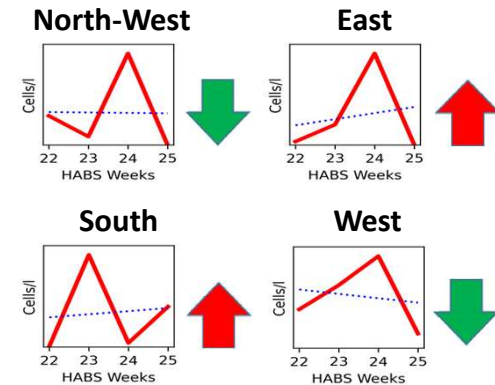 North-West
Cells/l
22 23 24 25
HABS Weeks
East
Cells/l
22 23 24 25
HABS Weeks
South
Cells/l
22 23 24 25
HABS Weeks
West
Cells/l
22 23 24 25
HABS Weeks